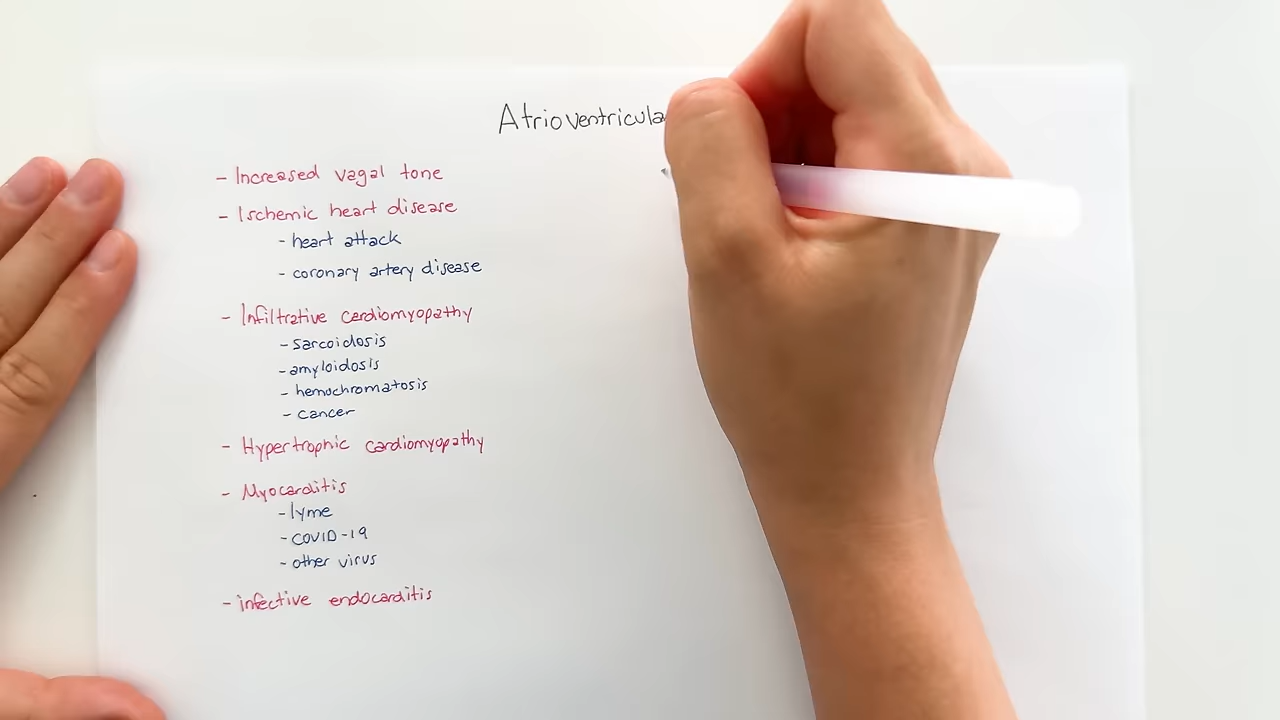 Atrioventricula
- Increased vagal tone
- Ischemic heart disease
- heart attack
- coronary artery disease
- Infiltrative cardiomyopathy
- sarcoidosis
- amyloidosis
- hemochromatosis
- cancer
- Hypertrophic cardiomyopathy
- Myocarditis
- lyme
- COVID-19
- other virus
- infective endocarditis